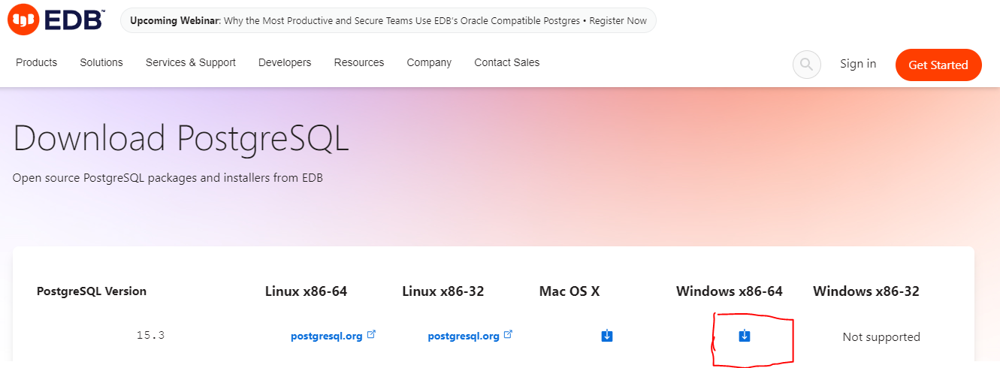 EDB™
Upcoming Webinar: Why the Most Productive and Secure Teams Use EDB's Oracle Compatible Postgres • Register Now
Products Solutions Services & Support Developers Resources Company Contact Sales Sign in Get Started
Download PostgreSQL
Open source PostgreSQL packages and installers from EDB
PostgreSQL Version Linux x86-64 Linux x86-32 Mac OS X Windows x86-64 Windows x86-32
15.3 postgresql.org postgresql.org Not supported